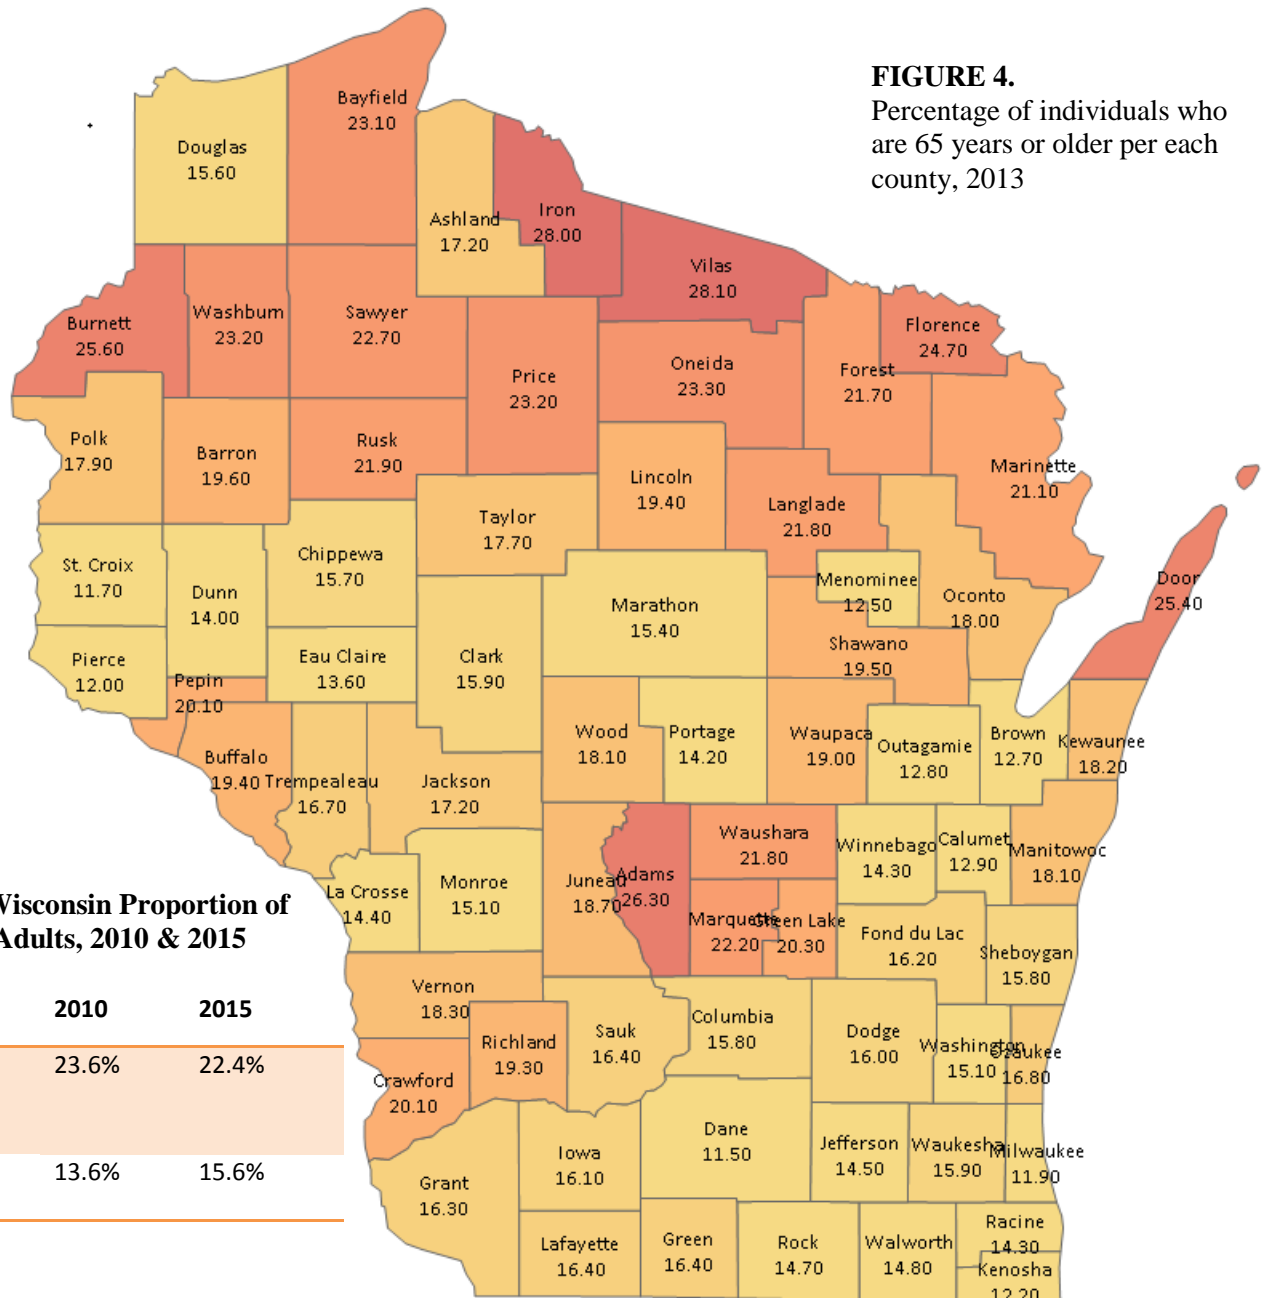 FIGURE 4.
Percentage of individuals who
are 65 years or older per each
county, 2013
Bayfield
23.10
Douglas
15.60
Ashland
17.20
Iron
28.00
Vilas
28.10
Burnett
25.60
Washburn
23.20
Sawyer
22.70
Florence
24.70
Oneida
23.30
Forest
21.70
Price
23.20
Polk
17.90
Barron
19.60
Rusk
21.90
Lincoln
19.40
Marinette
21.10
Langlade
21.80
Taylor
17.70
Chippewa
15.70
St. Croix
11.70
Dunn
14.00
Menominee
12.50
Door
25.40
Oconto
18.00
Marathon
15.40
Shawano
19.50
Pierce
12.00
Eau Claire
13.60
Clark
15.90
Pepin
20.10
Wood
18.10
Portage
14.20
Waupaca
19.00
Outagamie
12.80
Brown
12.70
Kewaunee
18.20
Buffalo
19.40
Trempealeau
16.70
Jackson
17.20
Waushara
21.80
Winnebago
14.30
Calumet
12.90
Manitowoc
18.10
Adams
26.30
Juneau
18.70
Monroe
15.10
La Crosse
14.40
Marquette
22.20
Green Lake
20.30
Fond du Lac
16.20
Sheboygan
15.80
Wisconsin Proportion of
Adults, 2010 & 2015
2010 2015
23.6% 22.4%
13.6% 15.6%
Vernon
18.30
Richland
19.30
Sauk
16.40
Columbia
15.80
Dodge
16.00
Washington
15.10
Ozaukee
16.80
Crawford
20.10
Dane
11.50
Iowa
16.10
Jefferson
14.50
Waukesha
15.90
Milwaukee
11.90
Grant
16.30
Lafayette
16.40
Green
16.40
Rock
14.70
Walworth
14.80
Racine
14.30
Kenosha
12.20